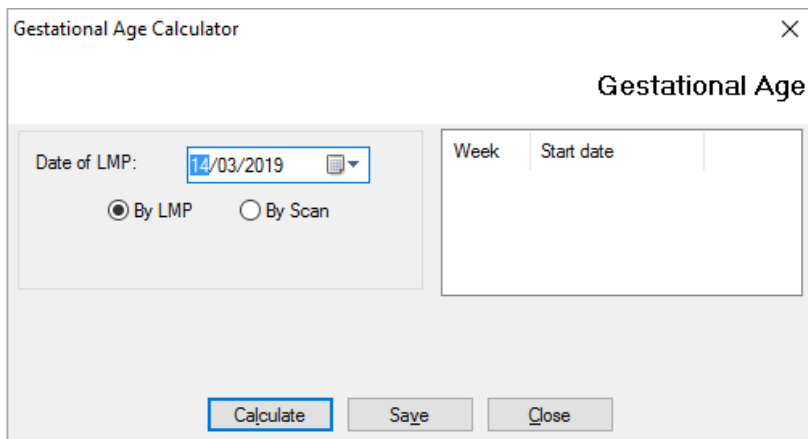 Gestational Age Calculator
Gestational Age
Date of LMP: 14/03/2019
By LMP By Scan
Week Start date
Calculate Save Close